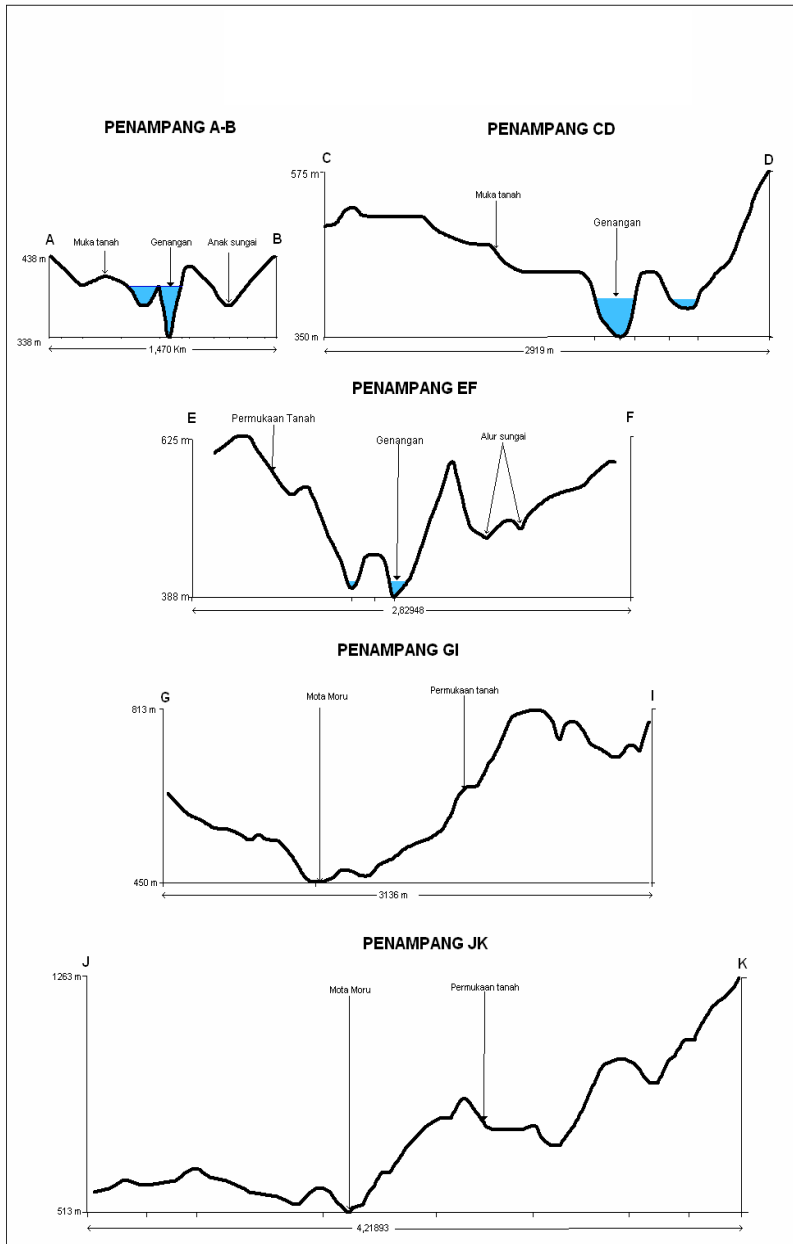 PENAMPANG A-B
A
B
Muka tanah
Genangan
Anak sungai
438 m
338 m
1,470 Km
PENAMPANG CD
C
D
575 m
Muka tanah
Genangan
350 m
2919 m
PENAMPANG EF
E
F
Permukaan Tanah
Genangan
Alur sungai
625 m
388 m
2,82948
PENAMPANG GI
G
I
Mota Moru
Permukaan tanah
813 m
450 m
3136 m
PENAMPANG JK
J
K
1263 m
Mota Moru
Permukaan tanah
513 m
4,21893